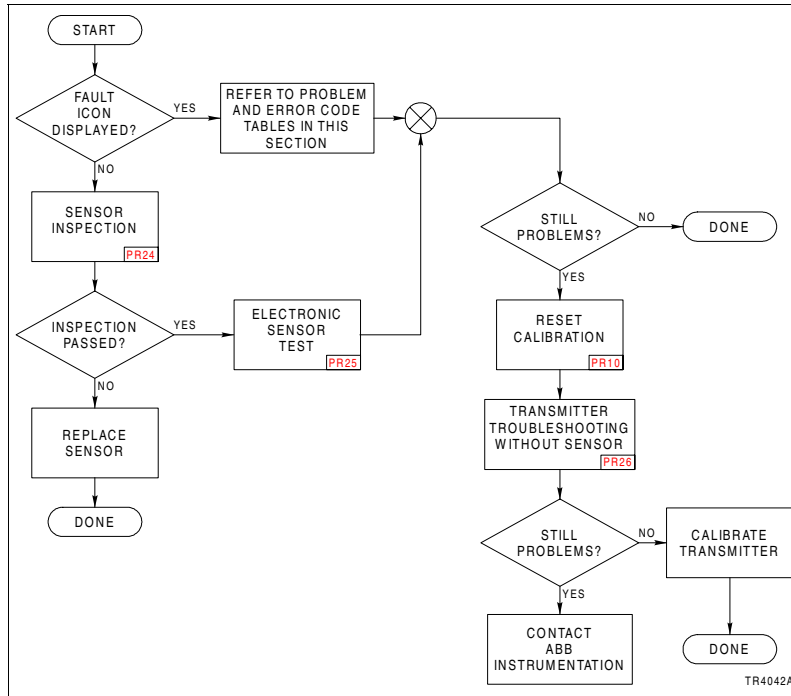 START
FAULT
ICON
DISPLAYED?
YES
REFER TO PROBLEM
AND ERROR CODE
TABLES IN THIS
SECTION
NO
SENSOR
INSPECTION
PR24
INSPECTION
PASSED?
YES
ELECTRONIC
SENSOR
TEST
PR25
NO
REPLACE
SENSOR
DONE
STILL
PROBLEMS?
NO
DONE
YES
RESET
CALIBRATION
PR10
TRANSMITTER
TROUBLESHOOTING
WITHOUT SENSOR
PR26
STILL
PROBLEMS?
NO
CALIBRATE
TRANSMITTER
YES
DONE
CONTACT
ABB
INSTRUMENTATION
TR4042A